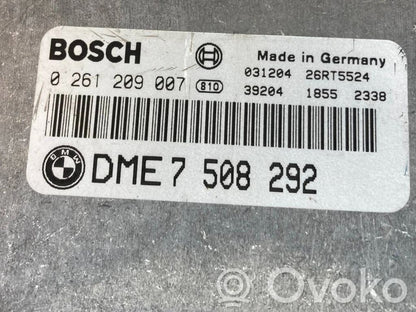 BOSCH
Made in Germany
0 261 209 007 810
031204 26RT5524
39204 1855 2338
BMW
DME 7 508 292
Ovoko